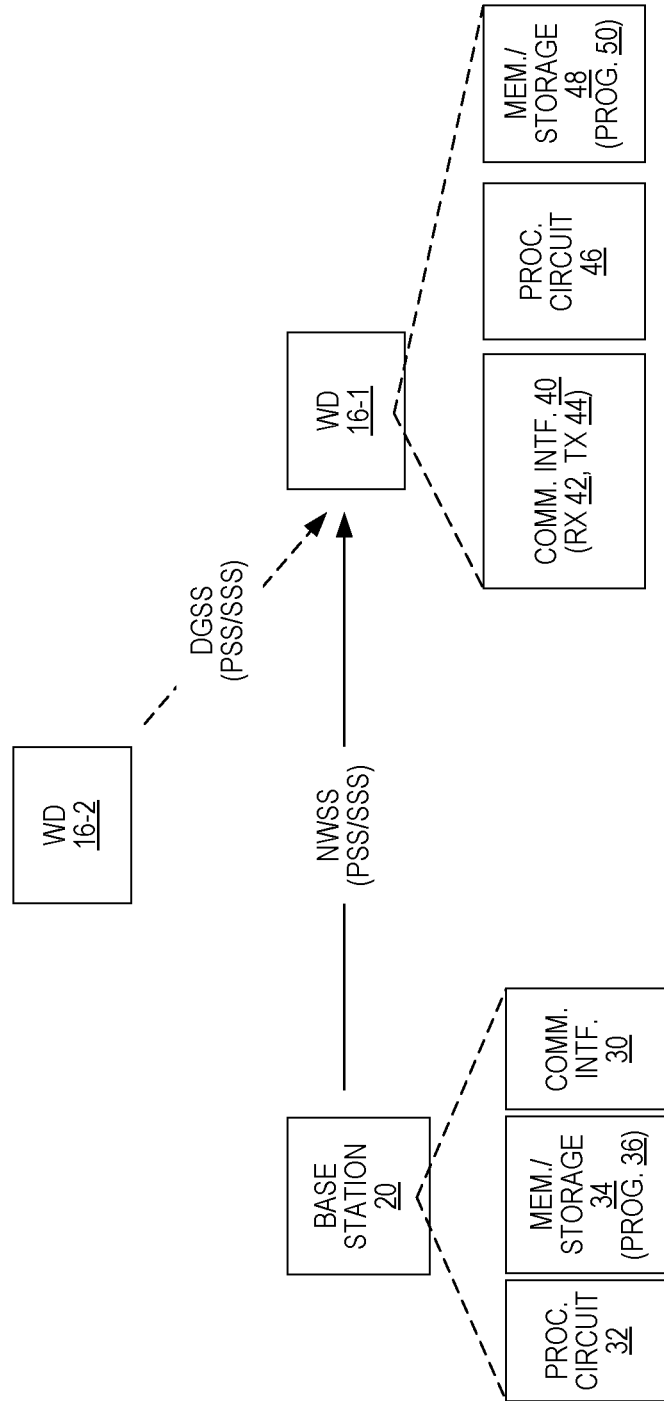 WD
16-2
DGSS
(PSS/SSS)
NWSS
(PSS/SSS)
BASE
STATION
20
WD
16-1
PROC.
CIRCUIT
32
MEM./
STORAGE
34
(PROG. 36)
COMM.
INTF.
30
COMM. INTF. 40
(RX 42, TX 44)
PROC.
CIRCUIT
46
MEM./
STORAGE
48
(PROG. 50)